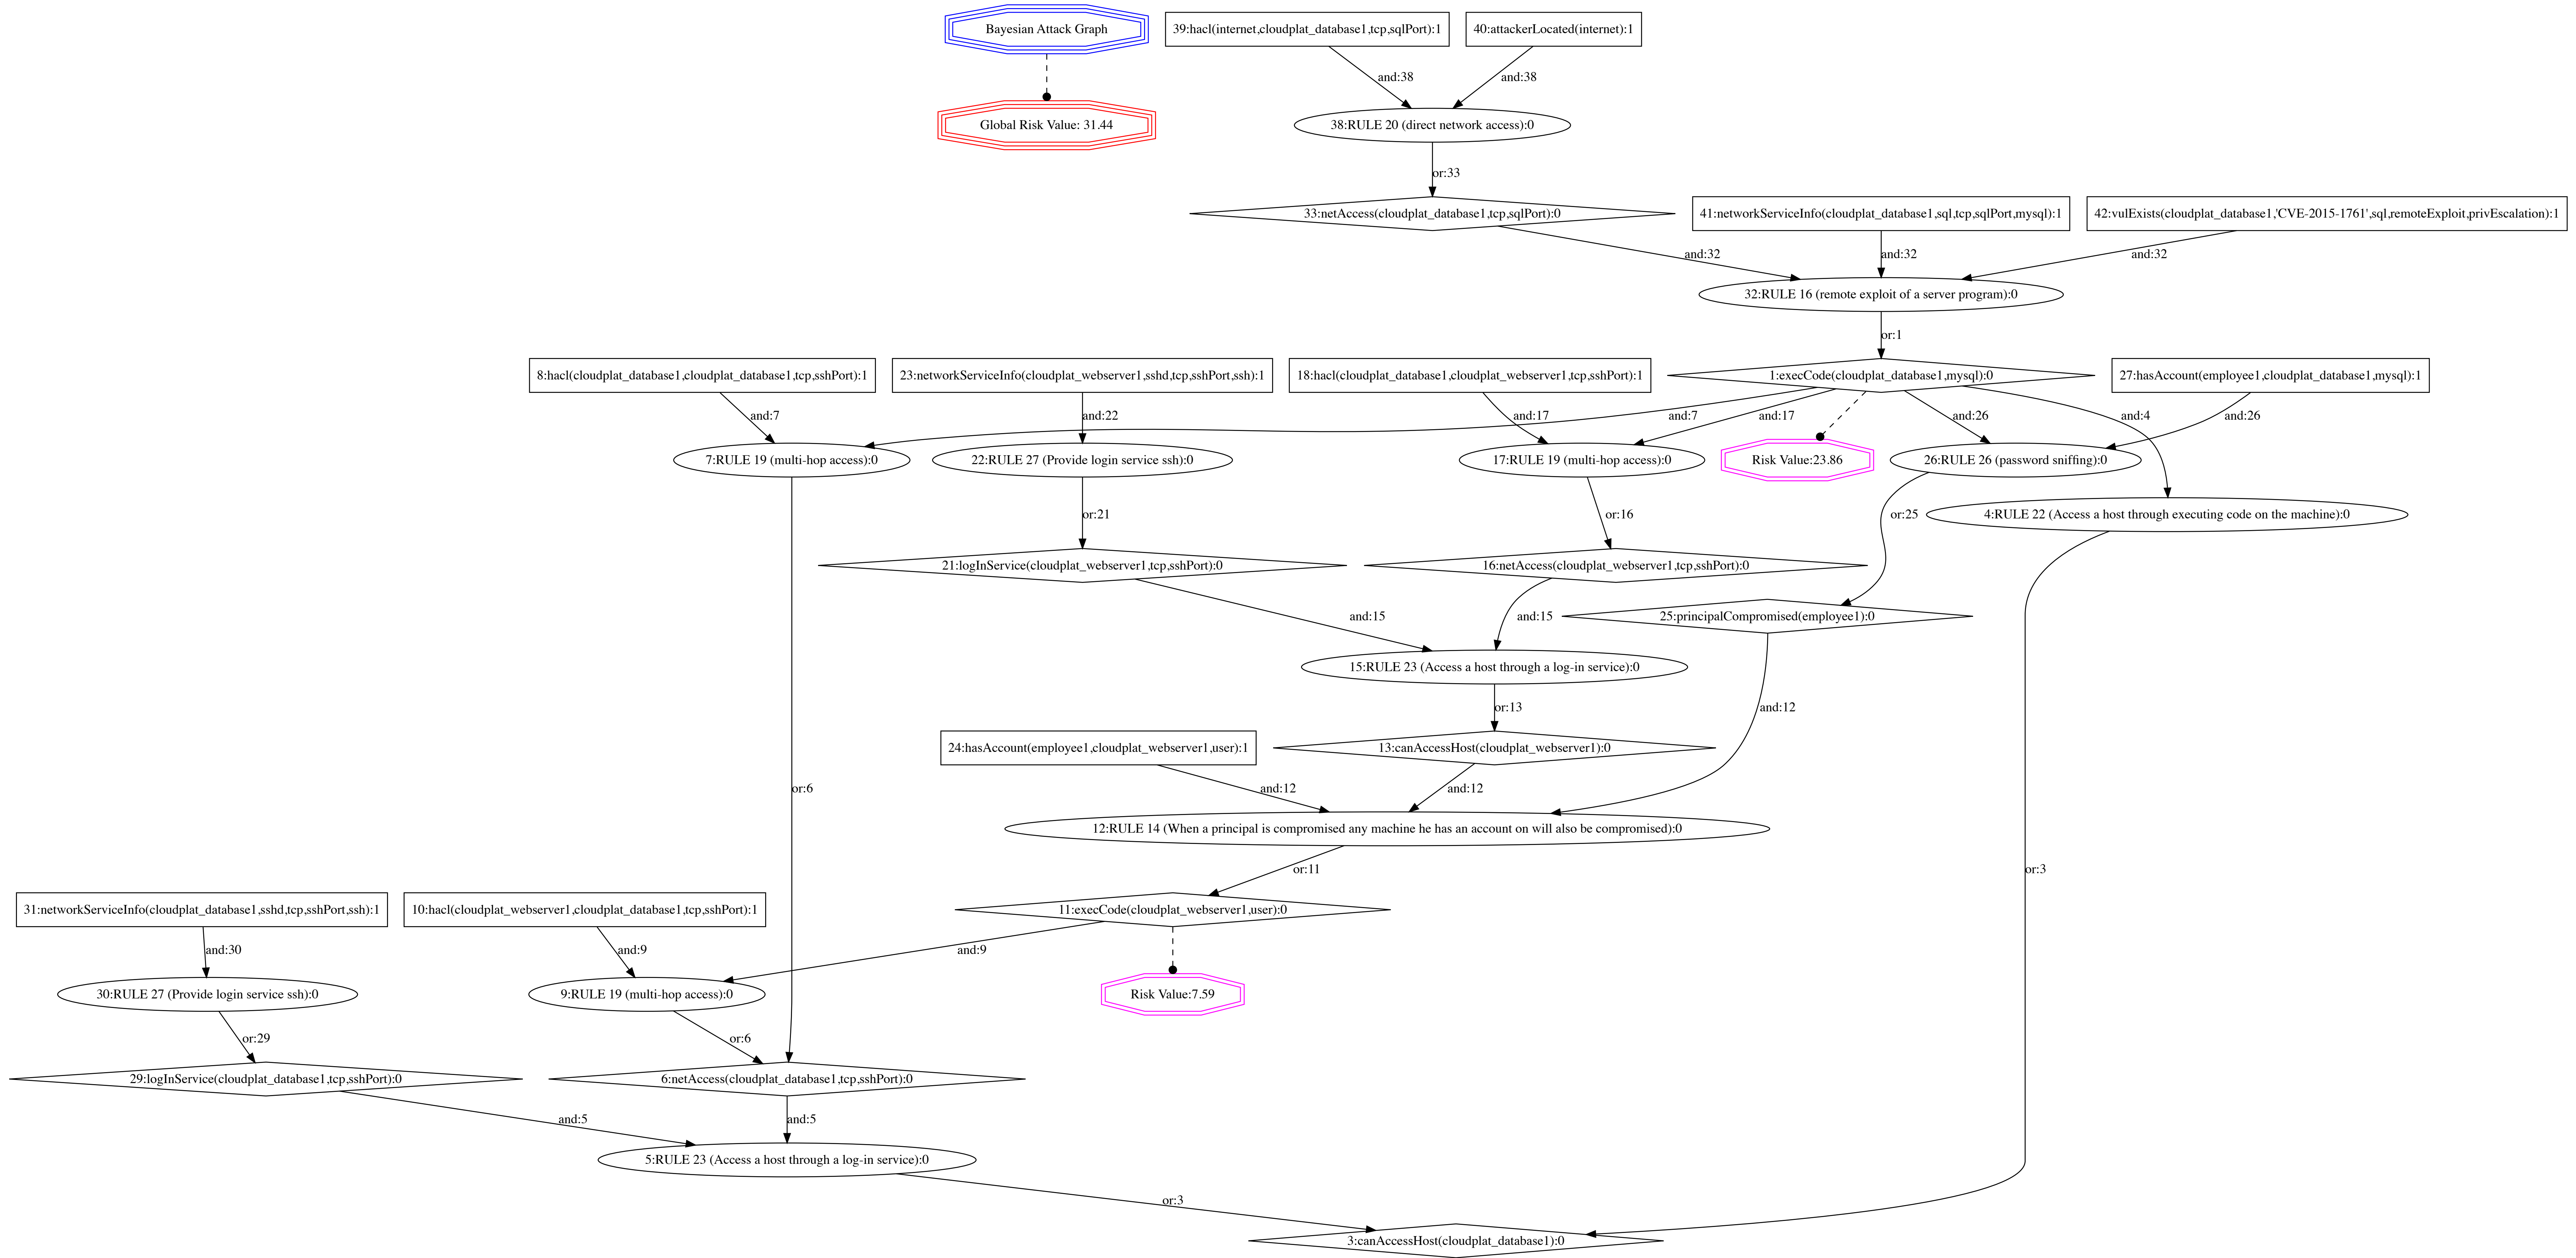 Bayesian Attack Graph
39:hacl(internet,cloudplat_database1,tcp,sqlPort):1
40:attackerLocated(internet):1
and:38
and:38
Global Risk Value: 31.44
38:RULE 20 (direct network access):0
or:33
33:netAccess(cloudplat_database1,tcp,sqlPort):0
41:networkServiceInfo(cloudplat_database1,sql,tcp,sqlPort,mysql):1
42:vulExists(cloudplat_database1,'CVE-2015-1761',sql,remoteExploit,privEscalation):1
and:32
and:32
and:32
32:RULE 16 (remote exploit of a server program):0
or:1
8:hacl(cloudplat_database1,cloudplat_database1,tcp,sshPort):1
23:networkServiceInfo(cloudplat_webserver1,sshd,tcp,sshPort,ssh):1
18:hacl(cloudplat_database1,cloudplat_webserver1,tcp,sshPort):1
1:execCode(cloudplat_database1,mysql):0
27:hasAccount(employee1,cloudplat_database1,mysql):1
and:7
and:22
and:17
and:7
and:17
and:26
and:4
and:26
7:RULE 19 (multi-hop access):0
22:RULE 27 (Provide login service ssh):0
17:RULE 19 (multi-hop access):0
Risk Value:23.86
26:RULE 26 (password sniffing):0
or:21
or:16
or:25
4:RULE 22 (Access a host through executing code on the machine):0
21:logInService(cloudplat_webserver1,tcp,sshPort):0
16:netAccess(cloudplat_webserver1,tcp,sshPort):0
and:15
and:15
25:principalCompromised(employee1):0
15:RULE 23 (Access a host through a log-in service):0
or:13
and:12
24:hasAccount(employee1,cloudplat_webserver1,user):1
13:canAccessHost(cloudplat_webserver1):0
or:6
and:12
and:12
12:RULE 14 (When a principal is compromised any machine he has an account on will also be compromised):0
or:11
or:3
31:networkServiceInfo(cloudplat_database1,sshd,tcp,sshPort,ssh):1
10:hacl(cloudplat_webserver1,cloudplat_database1,tcp,sshPort):1
11:execCode(cloudplat_webserver1,user):0
and:30
and:9
and:9
30:RULE 27 (Provide login service ssh):0
9:RULE 19 (multi-hop access):0
Risk Value:7.59
or:29
or:6
29:logInService(cloudplat_database1,tcp,sshPort):0
6:netAccess(cloudplat_database1,tcp,sshPort):0
and:5
and:5
5:RULE 23 (Access a host through a log-in service):0
or:3
3:canAccessHost(cloudplat_database1):0